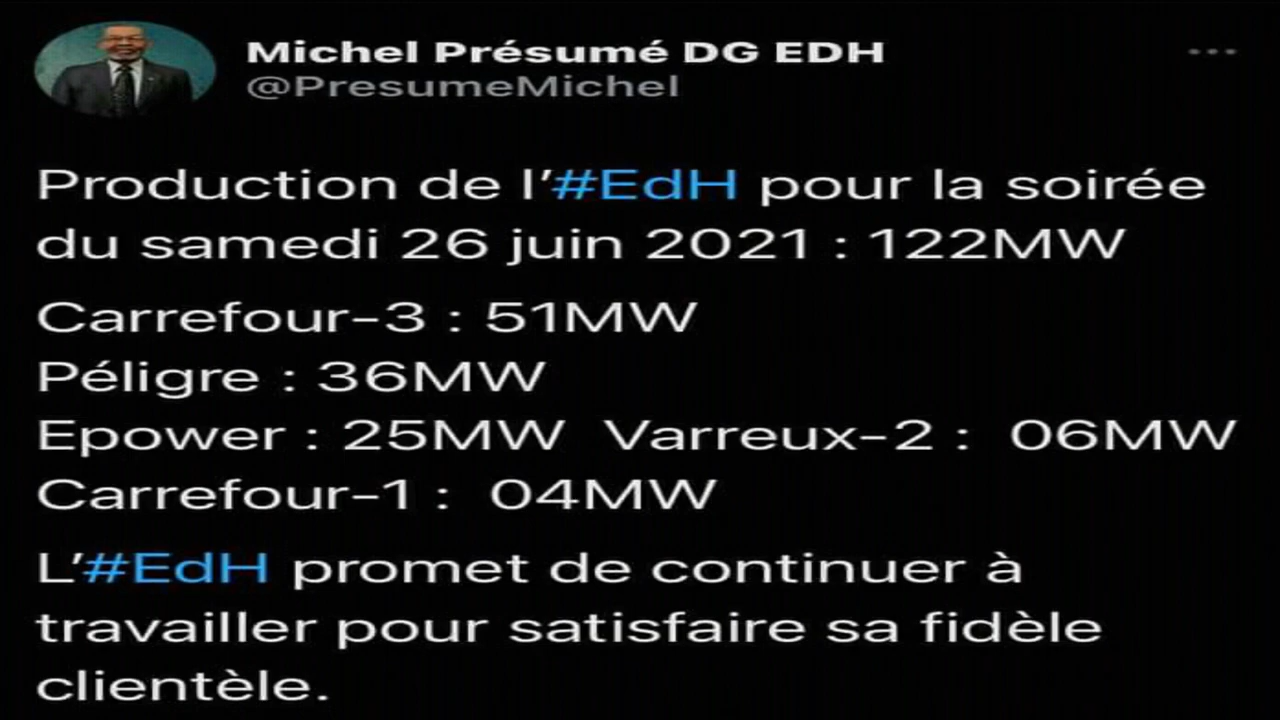 Michel Présumé DG EDH
@PresumeMichel
Production de l'#EdH pour la soirée
du samedi 26 juin 2021 : 122MW
Carrefour-3 : 51MW
Péligre : 36MW
Epower : 25MW  Varreux-2 :  06MW
Carrefour-1 :  04MW
L'#EdH promet de continuer à
travailler pour satisfaire sa fidèle
clientèle.